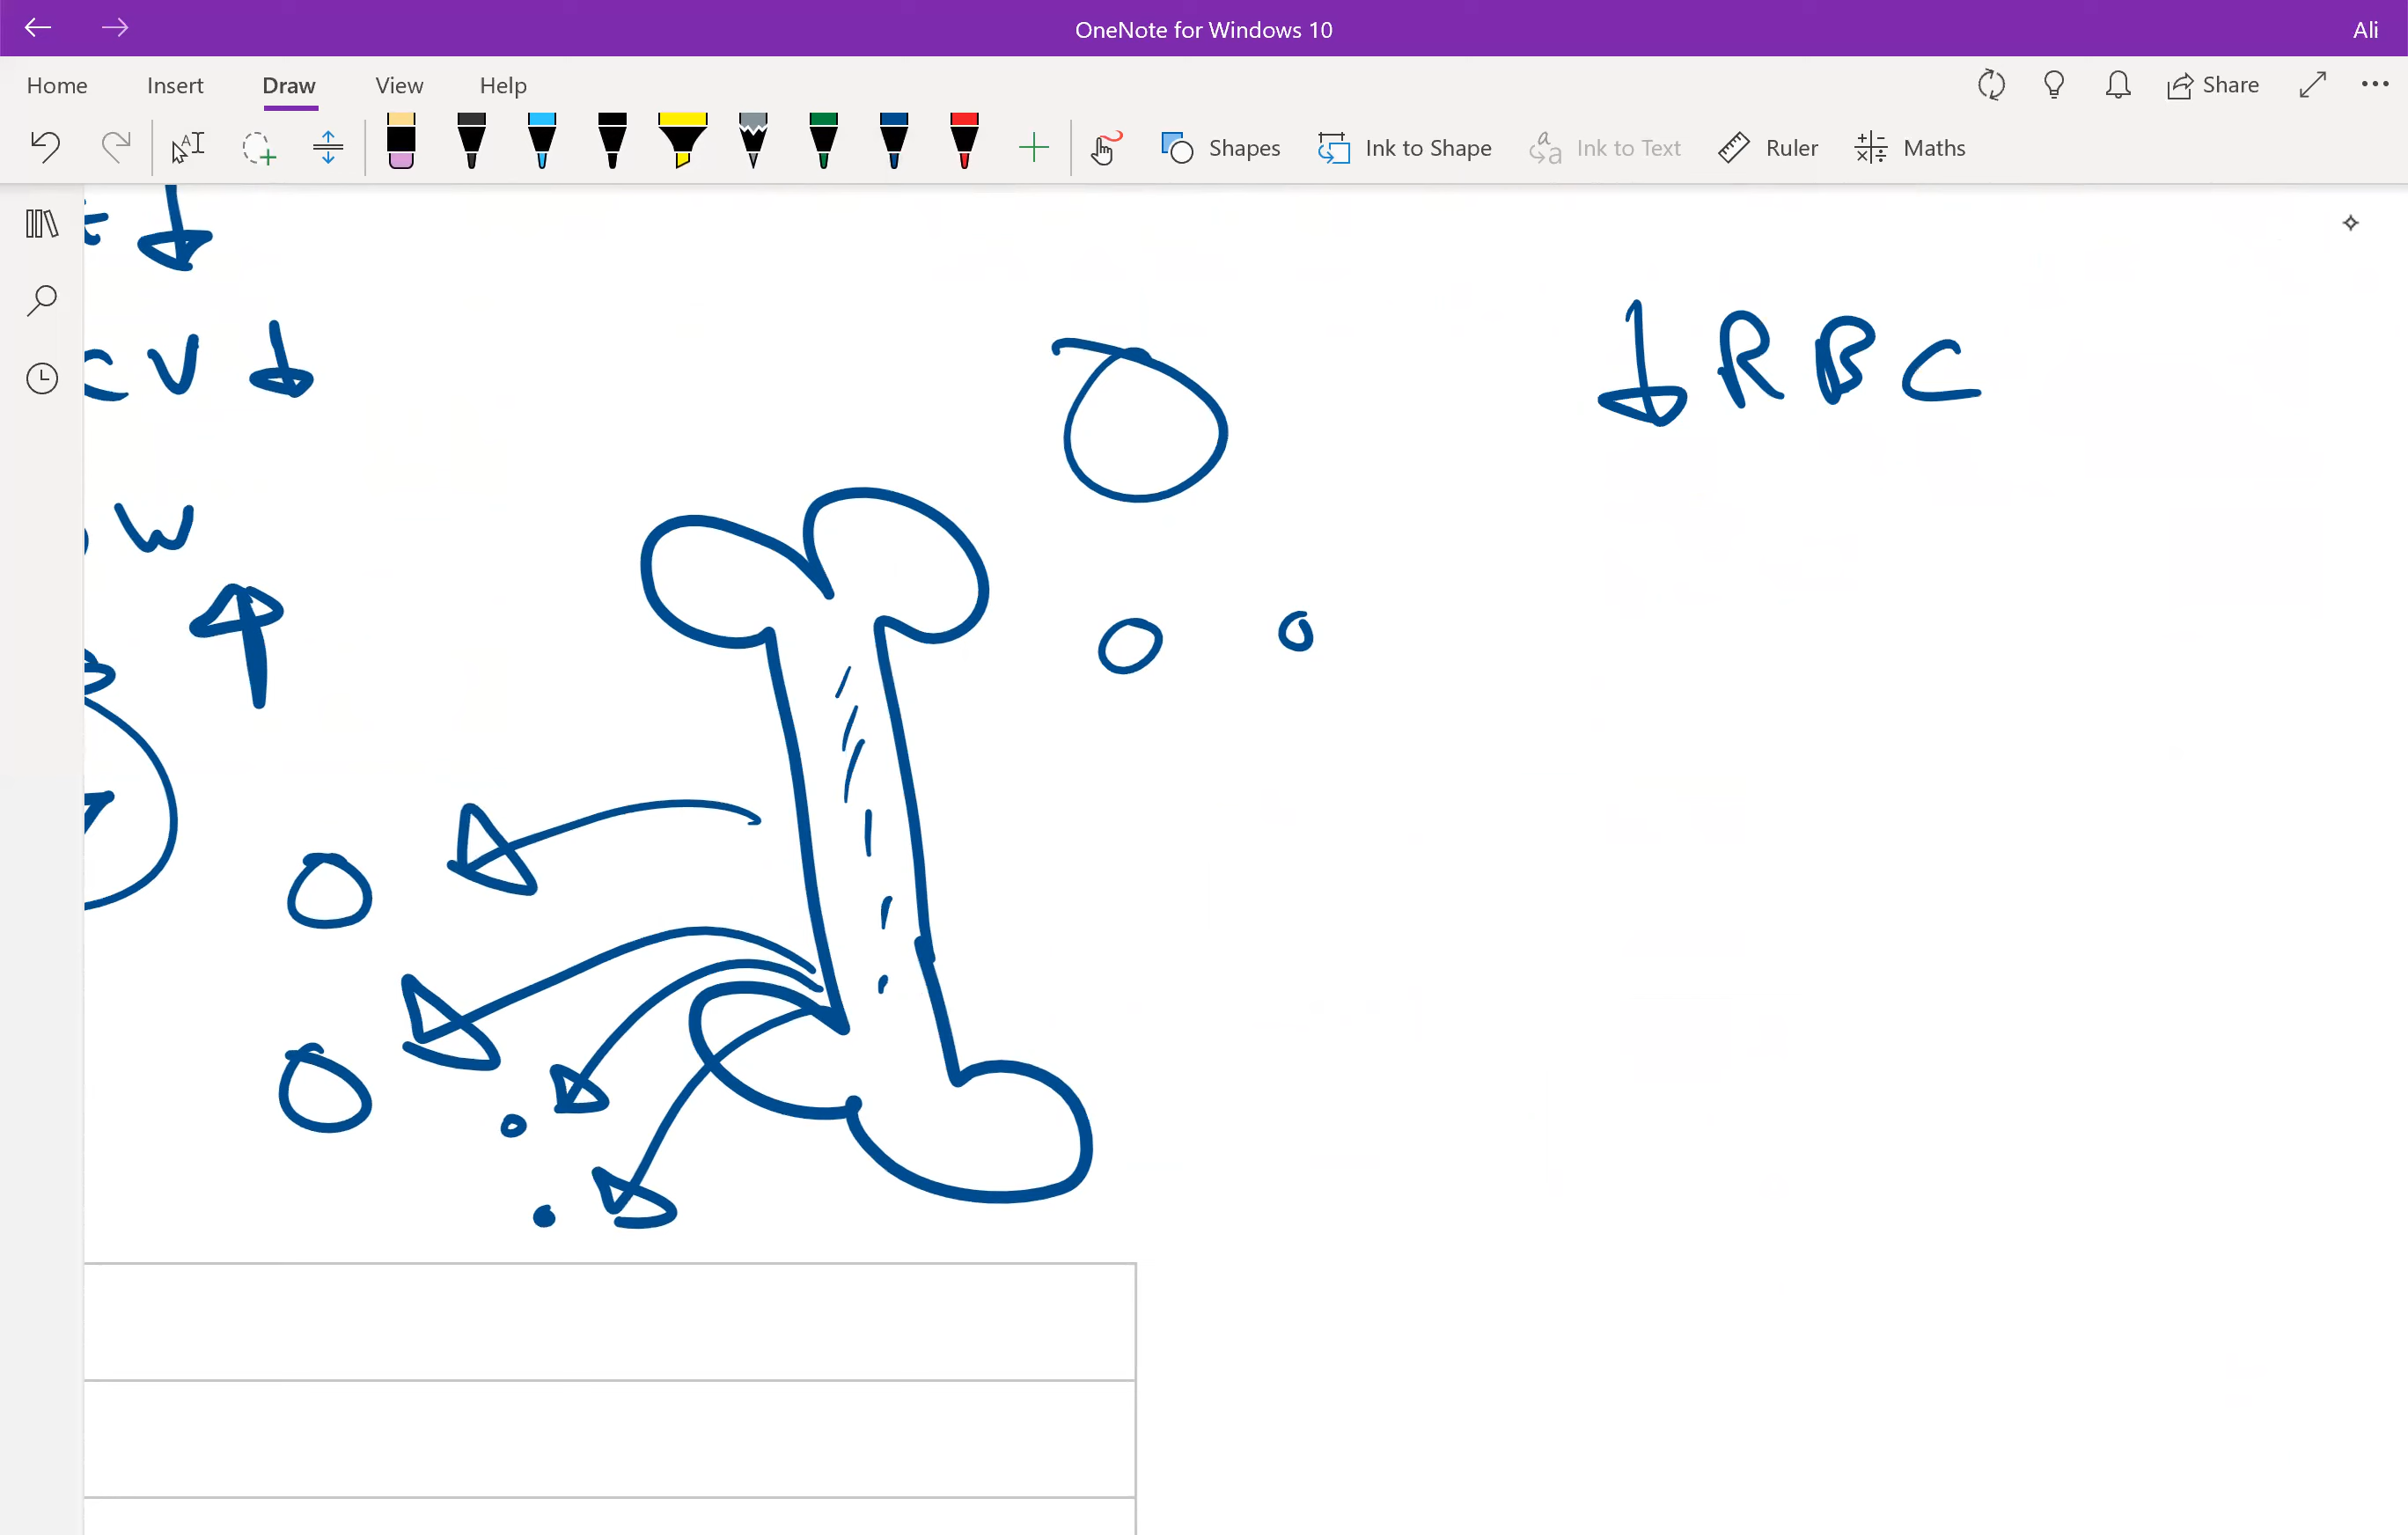 OneNote for Windows 10
Ali
Home Insert Draw View Help Share
Shapes Ink to Shape Ink to Text Ruler Maths
↓ RBC
CV ↓
W
↑